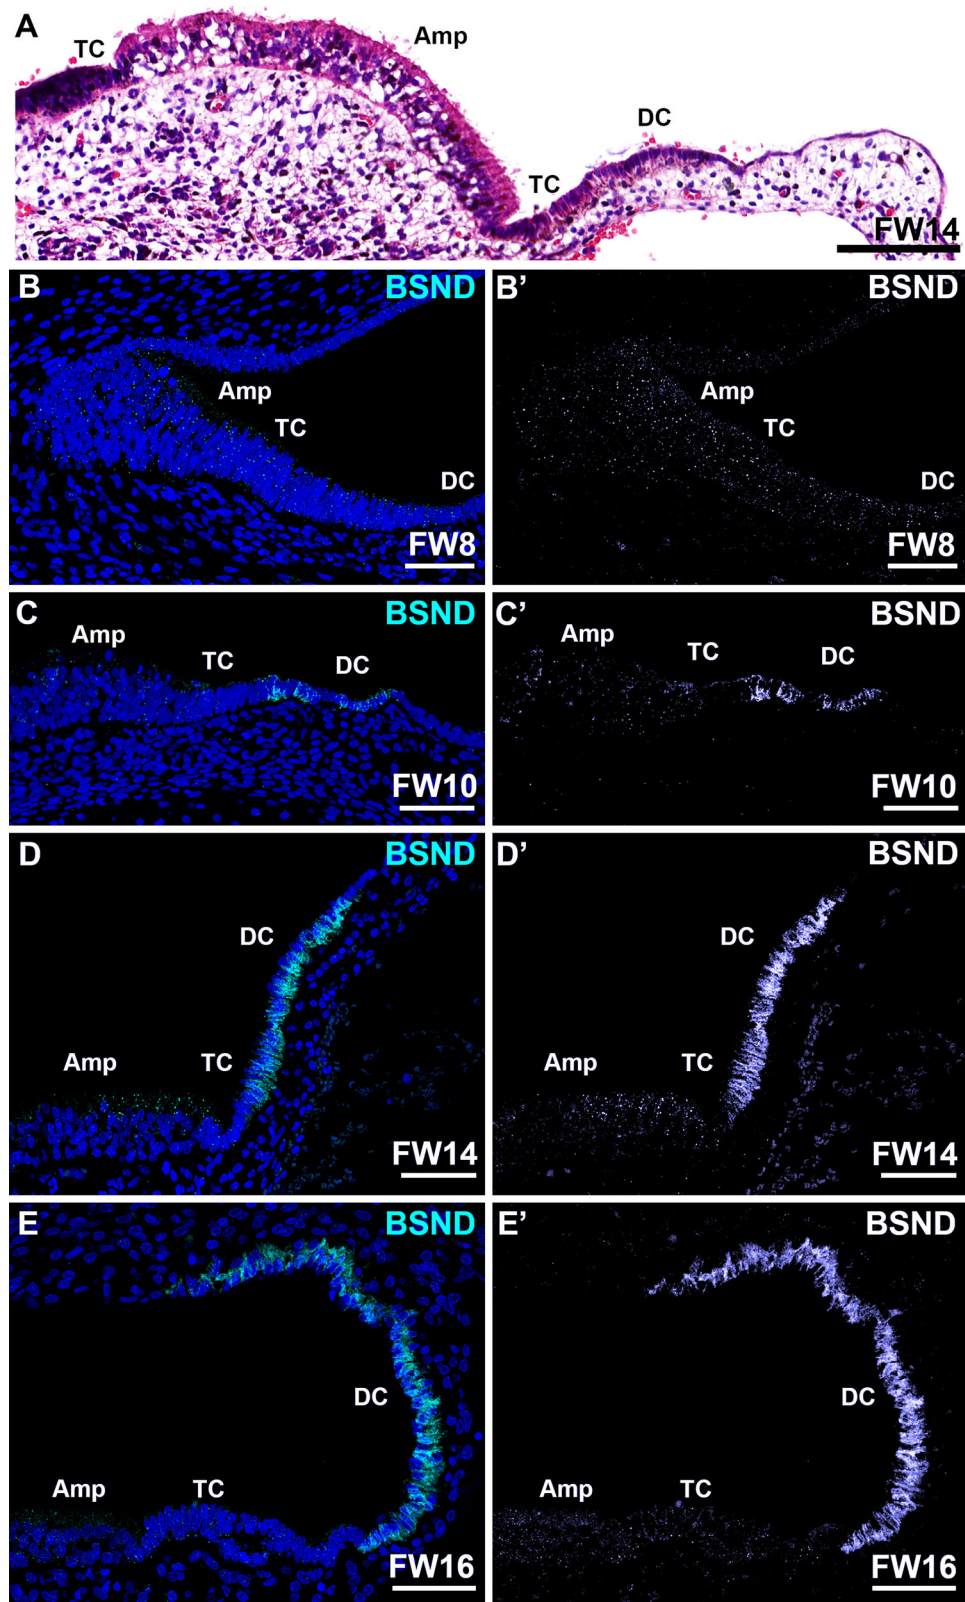 A
TC
Amp
DC
TC
FW14
B
BSND
Amp
TC
DC
FW8
B'
BSND
Amp
TC
DC
FW8
C
BSND
Amp
TC
DC
FW10
C'
BSND
Amp
TC
DC
FW10
D
BSND
DC
Amp
TC
FW14
D'
BSND
DC
Amp
TC
FW14
E
BSND
DC
Amp
TC
FW16
E'
BSND
DC
Amp
TC
FW16